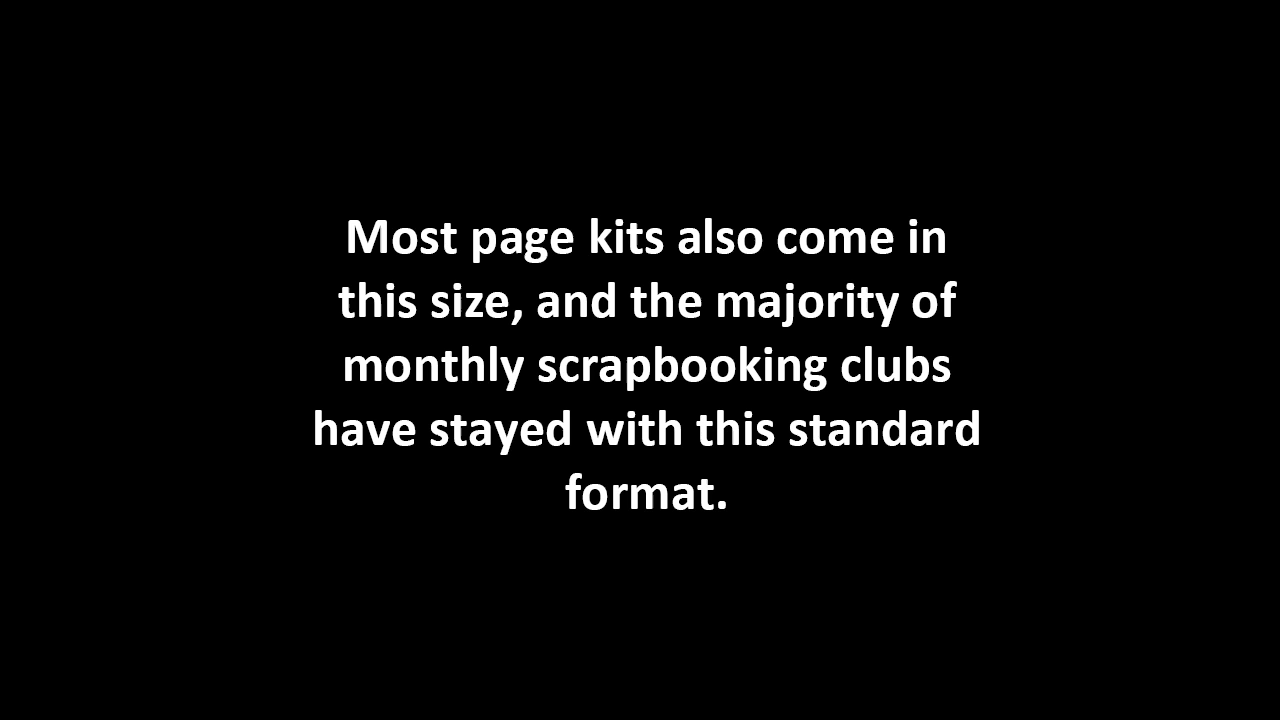 Most page kits also come in
this size, and the majority of
monthly scrapbooking clubs
have stayed with this standard
format.